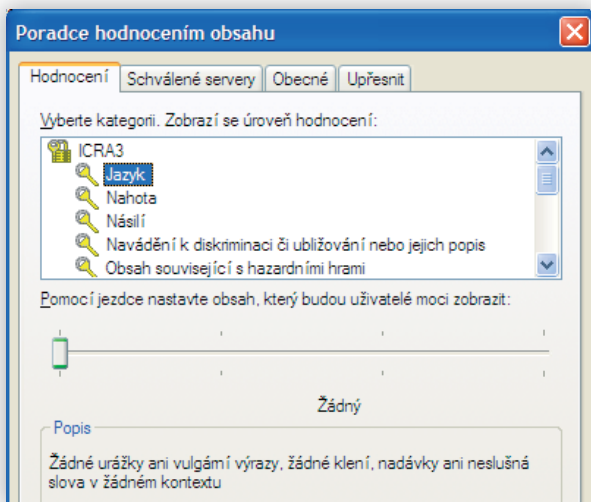 Poradce hodnocením obsahu
Hodnocení Schválené servery Obecné Upřesnit
Vyberte kategorii. Zobrazí se úroveň hodnocení:
ICRA3
Jazyk
Nahota
Násilí
Navádění k diskriminaci či ubližování nebo jejich popis
Obsah související s hazardními hrami
Pomocí jezdce nastavte obsah, který budou uživatelé moci zobrazit:
Žádný
Popis
Žádné urážky ani vulgární výrazy, žádné klení, nadávky ani neslušná
slova v žádném kontextu